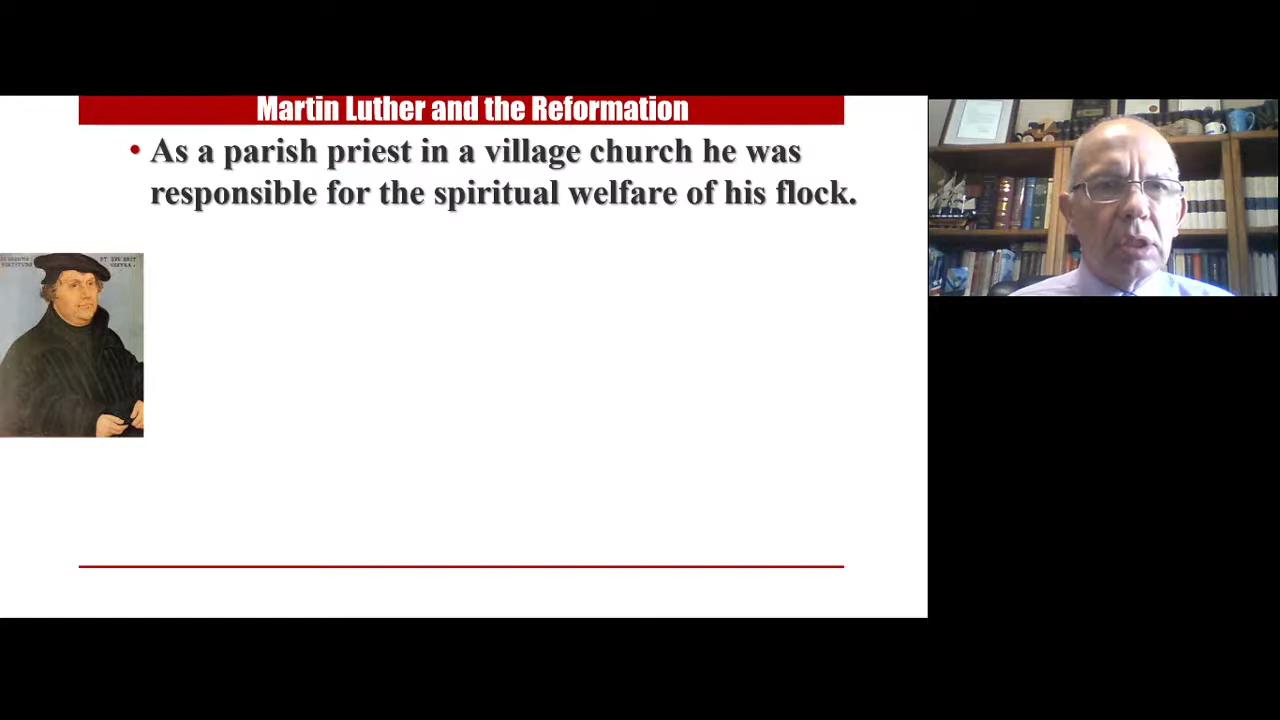 Martin Luther and the Reformation
• As a parish priest in a village church he was
responsible for the spiritual welfare of his flock.